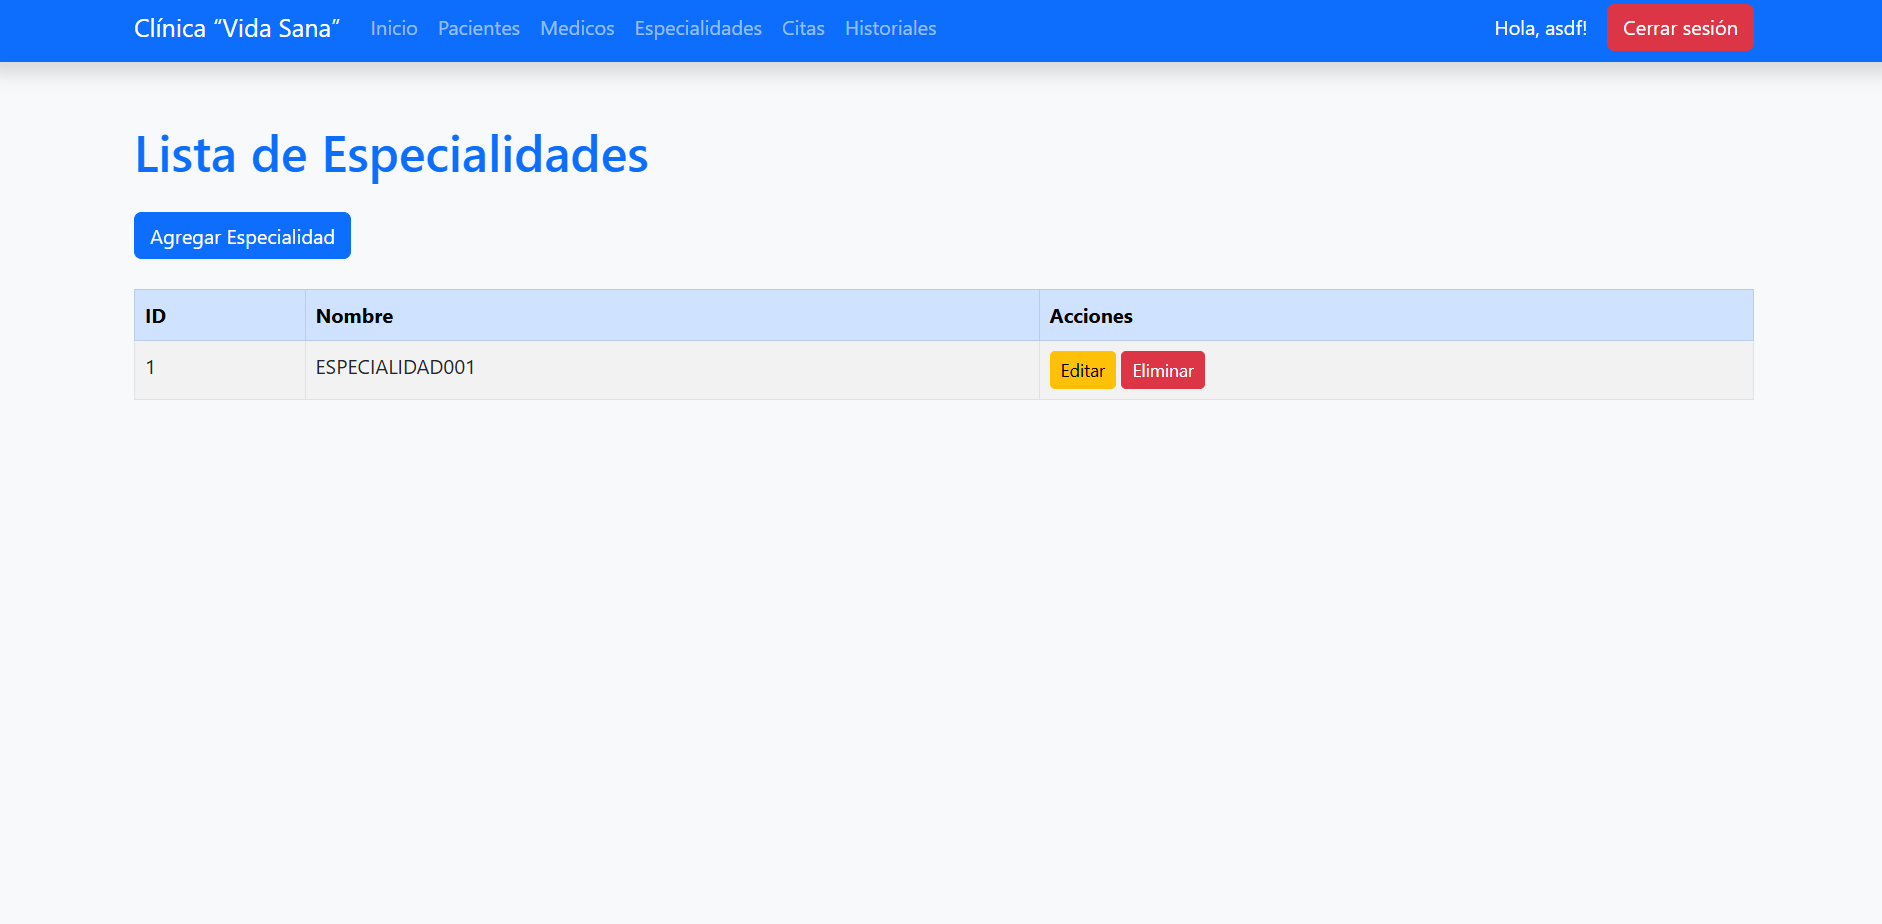 Clínica “Vida Sana” Inicio Pacientes Medicos Especialidades Citas Historiales Hola, asdf! Cerrar sesión
Lista de Especialidades
Agregar Especialidad
ID Nombre Acciones
1 ESPECIALIDAD001 Editar Eliminar